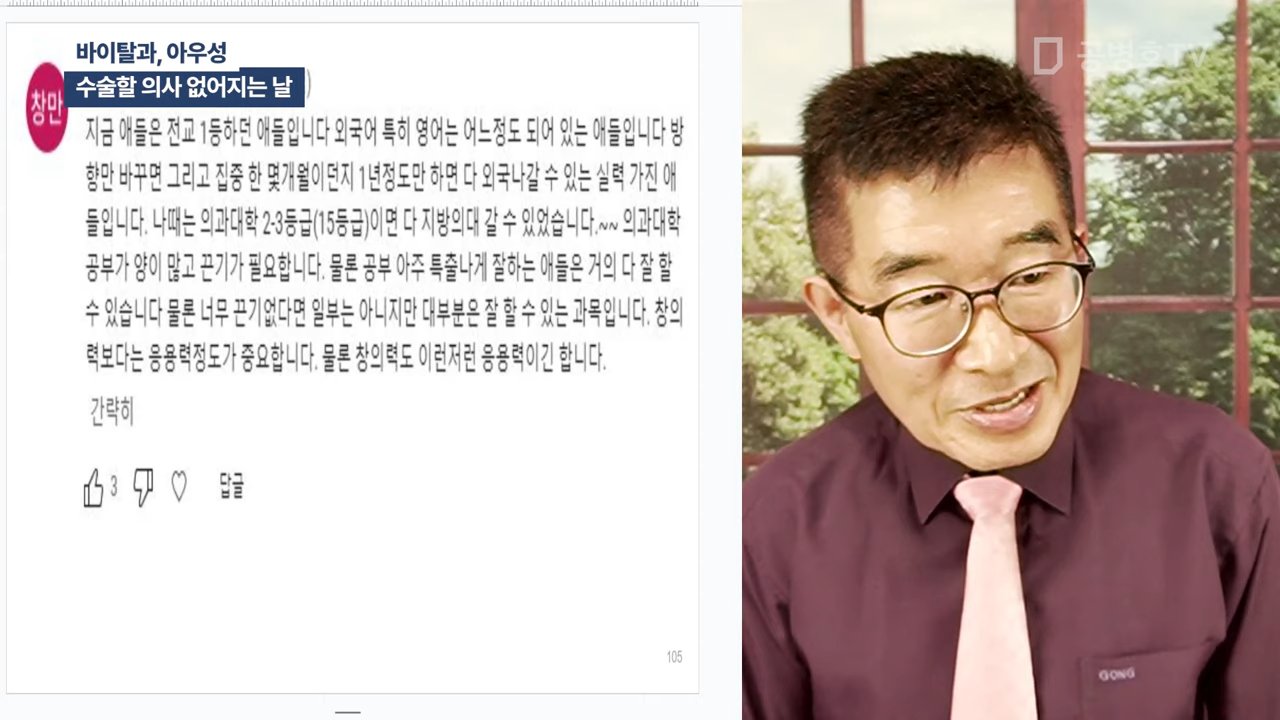 바이탈과, 아우성
수술할 의사 없어지는 날
창만
지금 애들은 전교 1등하던 애들입니다 외국어 특히 영어는 어느정도 되어 있는 애들입니다 방
향만 바꾸면 그리고 집중 한 몇개월이던지 1년정도만 하면 다 외국나갈 수 있는 실력 가진 애
들입니다. 나때는 의과대학 2-3등급(15등급)이면 다 지방의대 갈 수 있었습니다.~~ 의과대학
공부가 양이 많고 끈기가 필요합니다. 물론 공부 아주 특출나게 잘하는 애들은 거의 다 잘 할
수 있습니다 물론 너무 끈기없다면 일부는 아니지만 대부분은 잘 할 수 있는 과목입니다. 창의
력보다는 응용력정도가 중요합니다. 물론 창의력도 이런저런 응용력이긴 합니다.
간략히
3
답글
105
공병호TV
GONG